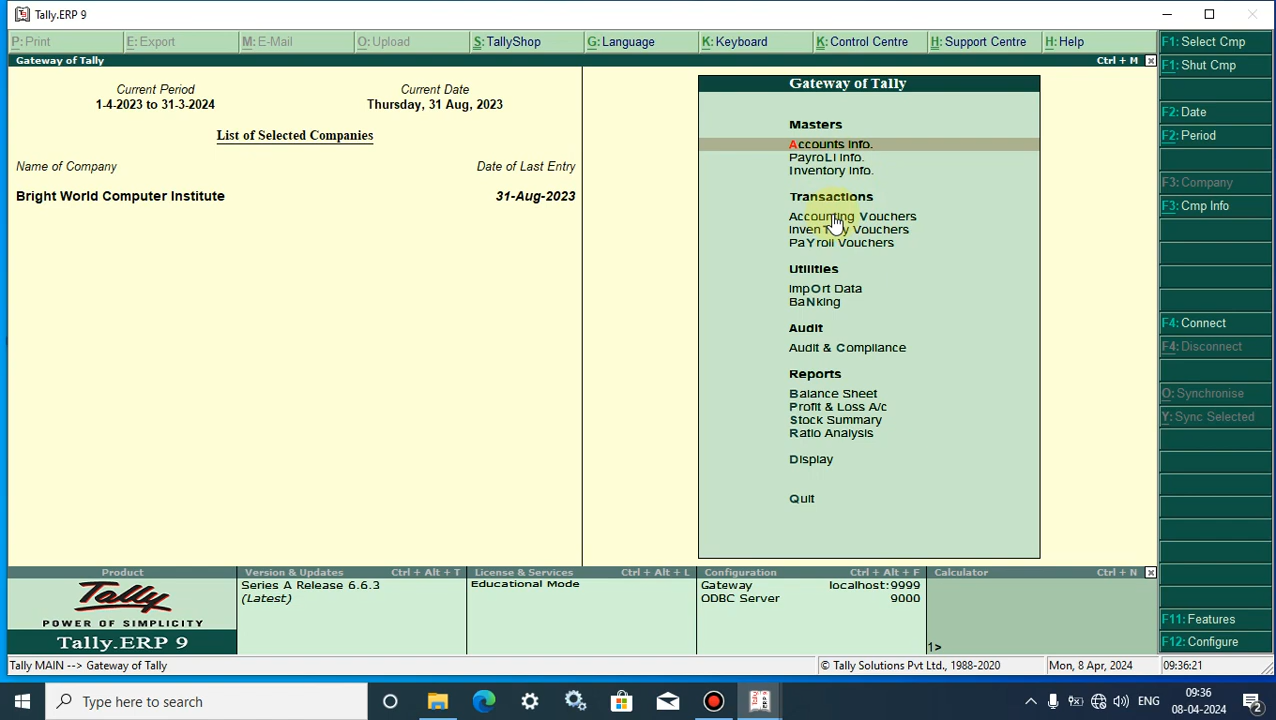 Tally.ERP 9
P: Print
E: Export
M: E-Mail
O: Upload
S: TallyShop
G: Language
K: Keyboard
K: Control Centre
H: Support Centre
H: Help
Gateway of Tally
Ctrl + M
Current Period
1-4-2023 to 31-3-2024
Current Date
Thursday, 31 Aug, 2023
List of Selected Companies
Name of Company
Date of Last Entry
Bright World Computer Institute
31-Aug-2023
Gateway of Tally
Masters
Accounts Info.
PayroLl Info.
Inventory Info.
Transactions
Accounting Vouchers
InvenTory Vouchers
PaYroll Vouchers
Utilities
ImpOrt Data
BaNking
Audit
Audit & Compliance
Reports
Balance Sheet
Profit & Loss A/c
Stock Summary
Ratio Analysis
Display
Quit
F1: Select Cmp
F1: Shut Cmp
F2: Date
F2: Period
F3: Company
F3: Cmp Info
F4: Connect
F4: Disconnect
O: Synchronise
Y: Sync Selected
F11: Features
F12: Configure
Product
Tally
POWER OF SIMPLICITY
Tally.ERP 9
Version & Updates
Ctrl + Alt + T
Series A Release 6.6.3
(Latest)
License & Services
Ctrl + Alt + L
Educational Mode
Configuration
Ctrl + Alt + F
Gateway localhost:9999
ODBC Server 9000
Calculator
Ctrl + N
1>
Tally MAIN --> Gateway of Tally
© Tally Solutions Pvt Ltd., 1988-2020
Mon, 8 Apr, 2024
09:36:21
Type here to search
ENG
09:36
08-04-2024
2